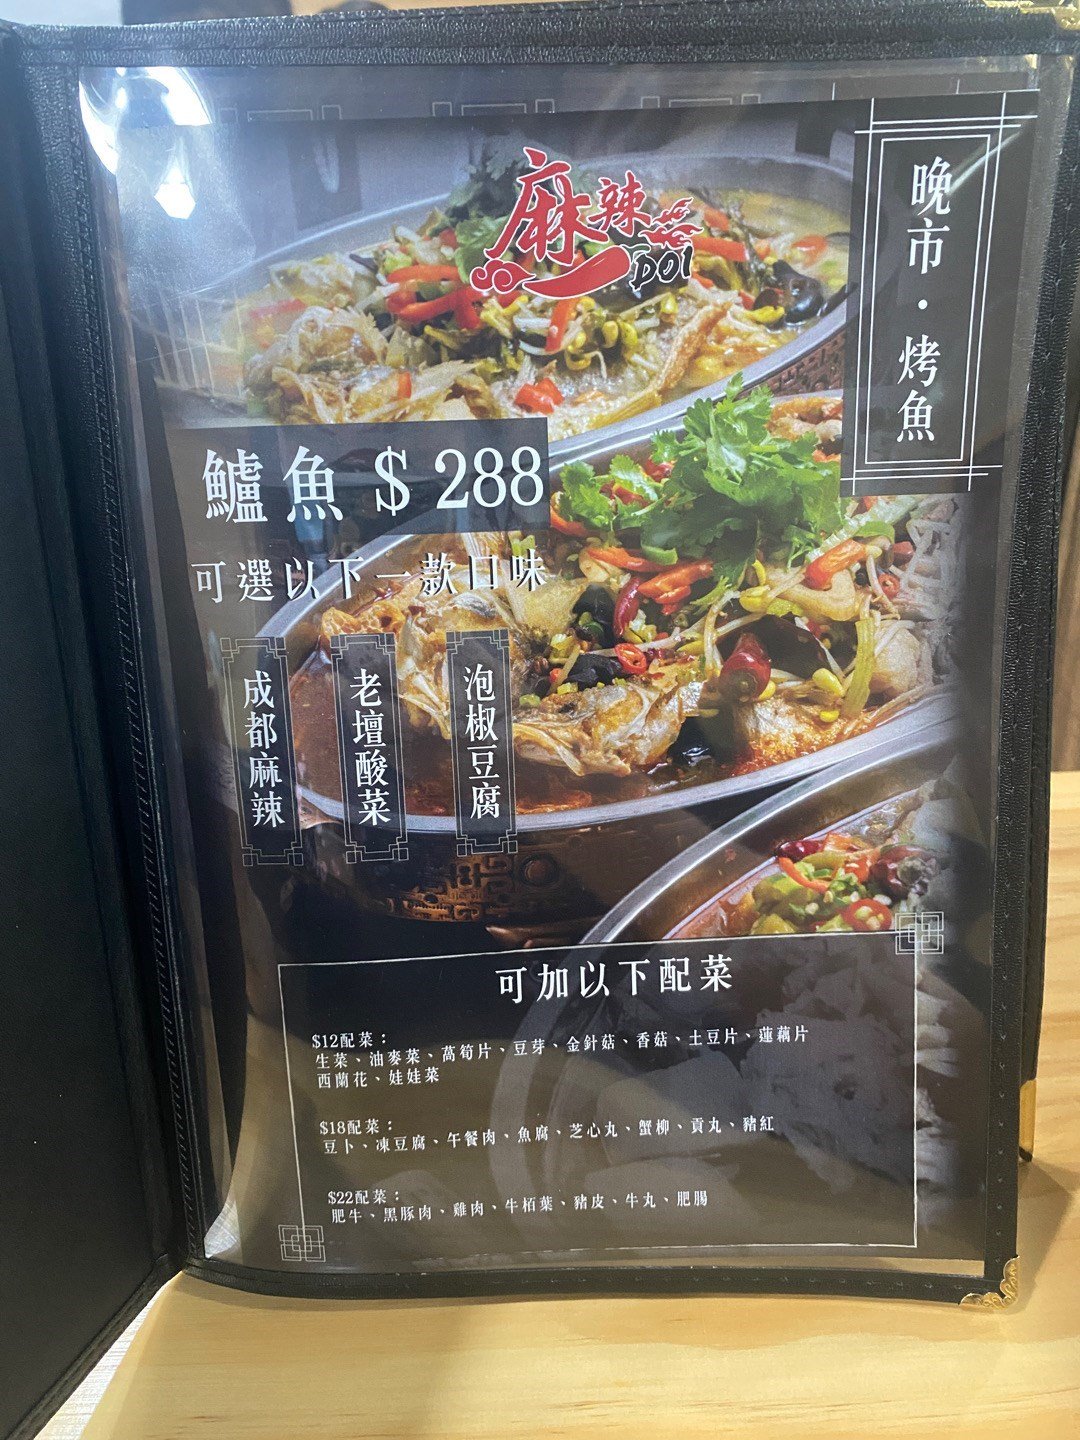 麻辣
DOI
晚市·烤魚
鱸魚$288
可選以下一款口味
成都麻辣
老壇酸菜
泡椒豆腐
可加以下配菜
$12配菜：
生菜、油麥菜、萵筍片、豆芽、金針菇、香菇、土豆片、蓮藕片
西蘭花、娃娃菜
$18配菜：
豆卜、凍豆腐、午餐肉、魚腐、芝心丸、蟹柳、貢丸、豬紅
$22配菜：
肥牛、黑豚肉、雞肉、牛栢葉、豬皮、牛丸、肥腸